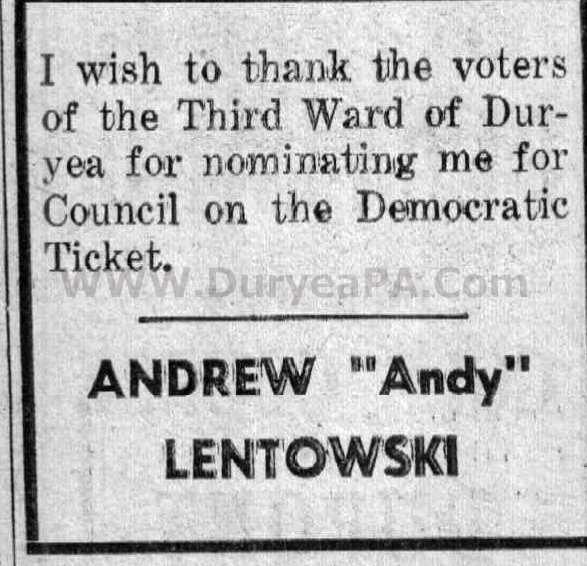 I wish to thank the voters
of the Third Ward of Dur-
yea for nominating me for
Council on the Democratic
Ticket.
WWW.DuryeaPA.Com
ANDREW "Andy"
LENTOWSKI